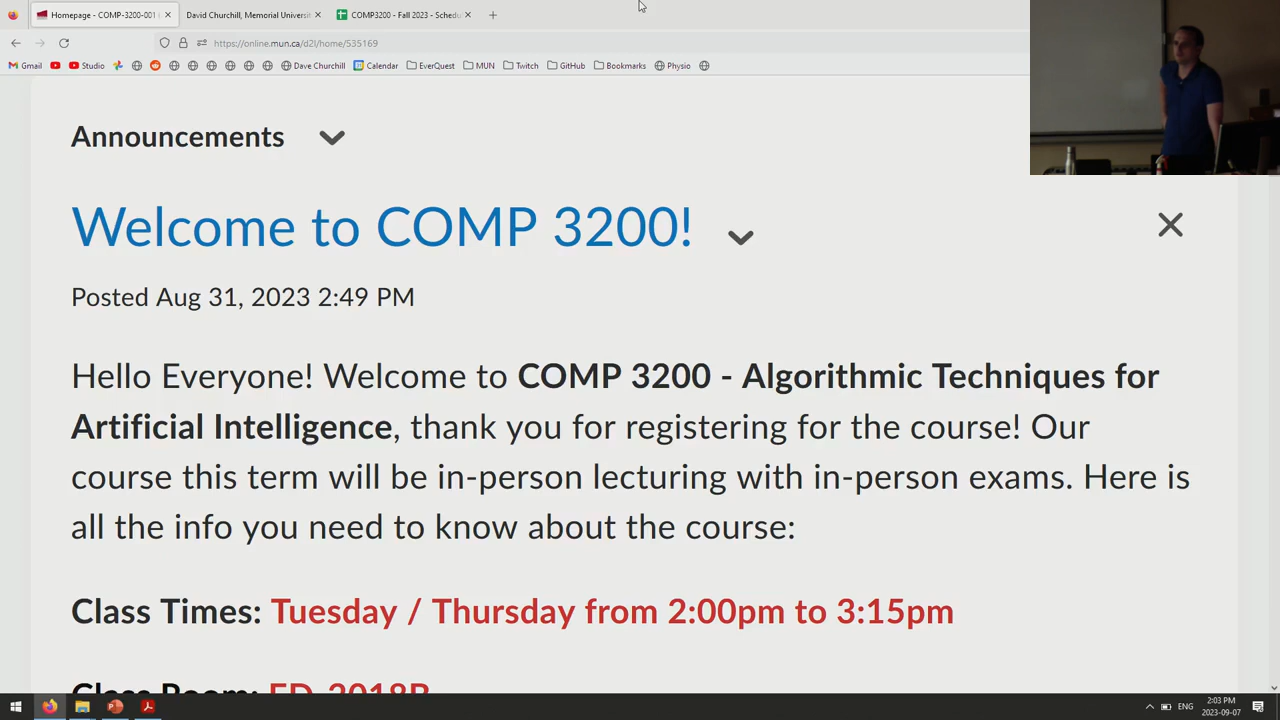 Homepage - COMP-3200-001
David Churchill, Memorial Universit
COMP3200 - Fall 2023 - Schedu
https://online.mun.ca/d2l/home/535169
Gmail
Studio
Dave Churchill
Calendar
EverQuest
MUN
Twitch
GitHub
Bookmarks
Physio
Announcements
Welcome to COMP 3200!
Posted Aug 31, 2023 2:49 PM
Hello Everyone! Welcome to COMP 3200 - Algorithmic Techniques for
Artificial Intelligence, thank you for registering for the course! Our
course this term will be in-person lecturing with in-person exams. Here is
all the info you need to know about the course:
Class Times: Tuesday / Thursday from 2:00pm to 3:15pm
Class Room: ED-2018B
ENG
2:03 PM
2023-09-07